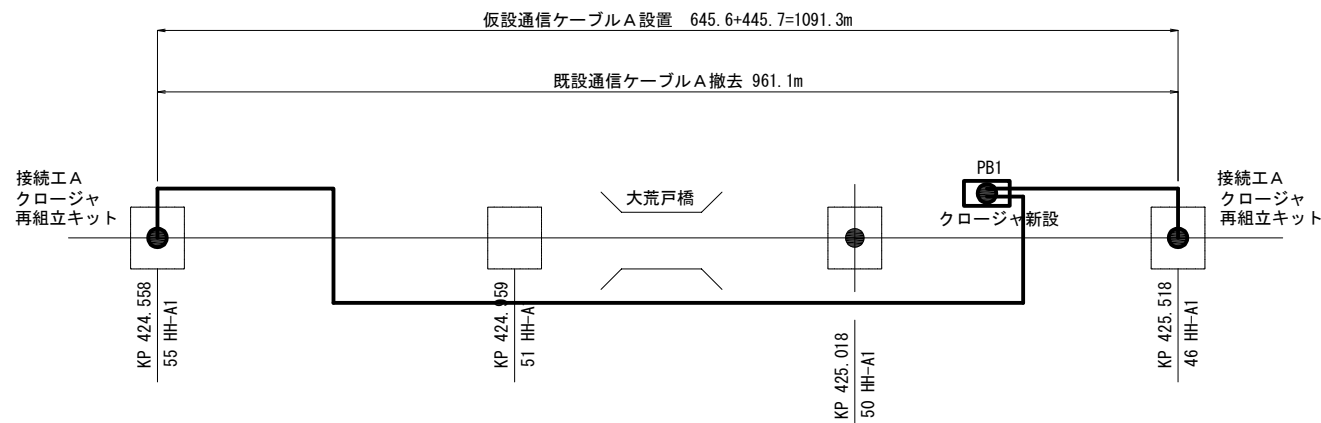 仮設通信ケーブルA設置 645.6+445.7=1091.3m
既設通信ケーブルA撤去 961.1m
接続工A
クロージャ
再組立キット
大荒戸橋
PB1
クロージャ新設
接続工A
クロージャ
再組立キット
KP 424.558
55 HH-A1
KP 424.959
51 HH-A
KP 425.018
50 HH-A1
KP 425.518
46 HH-A1